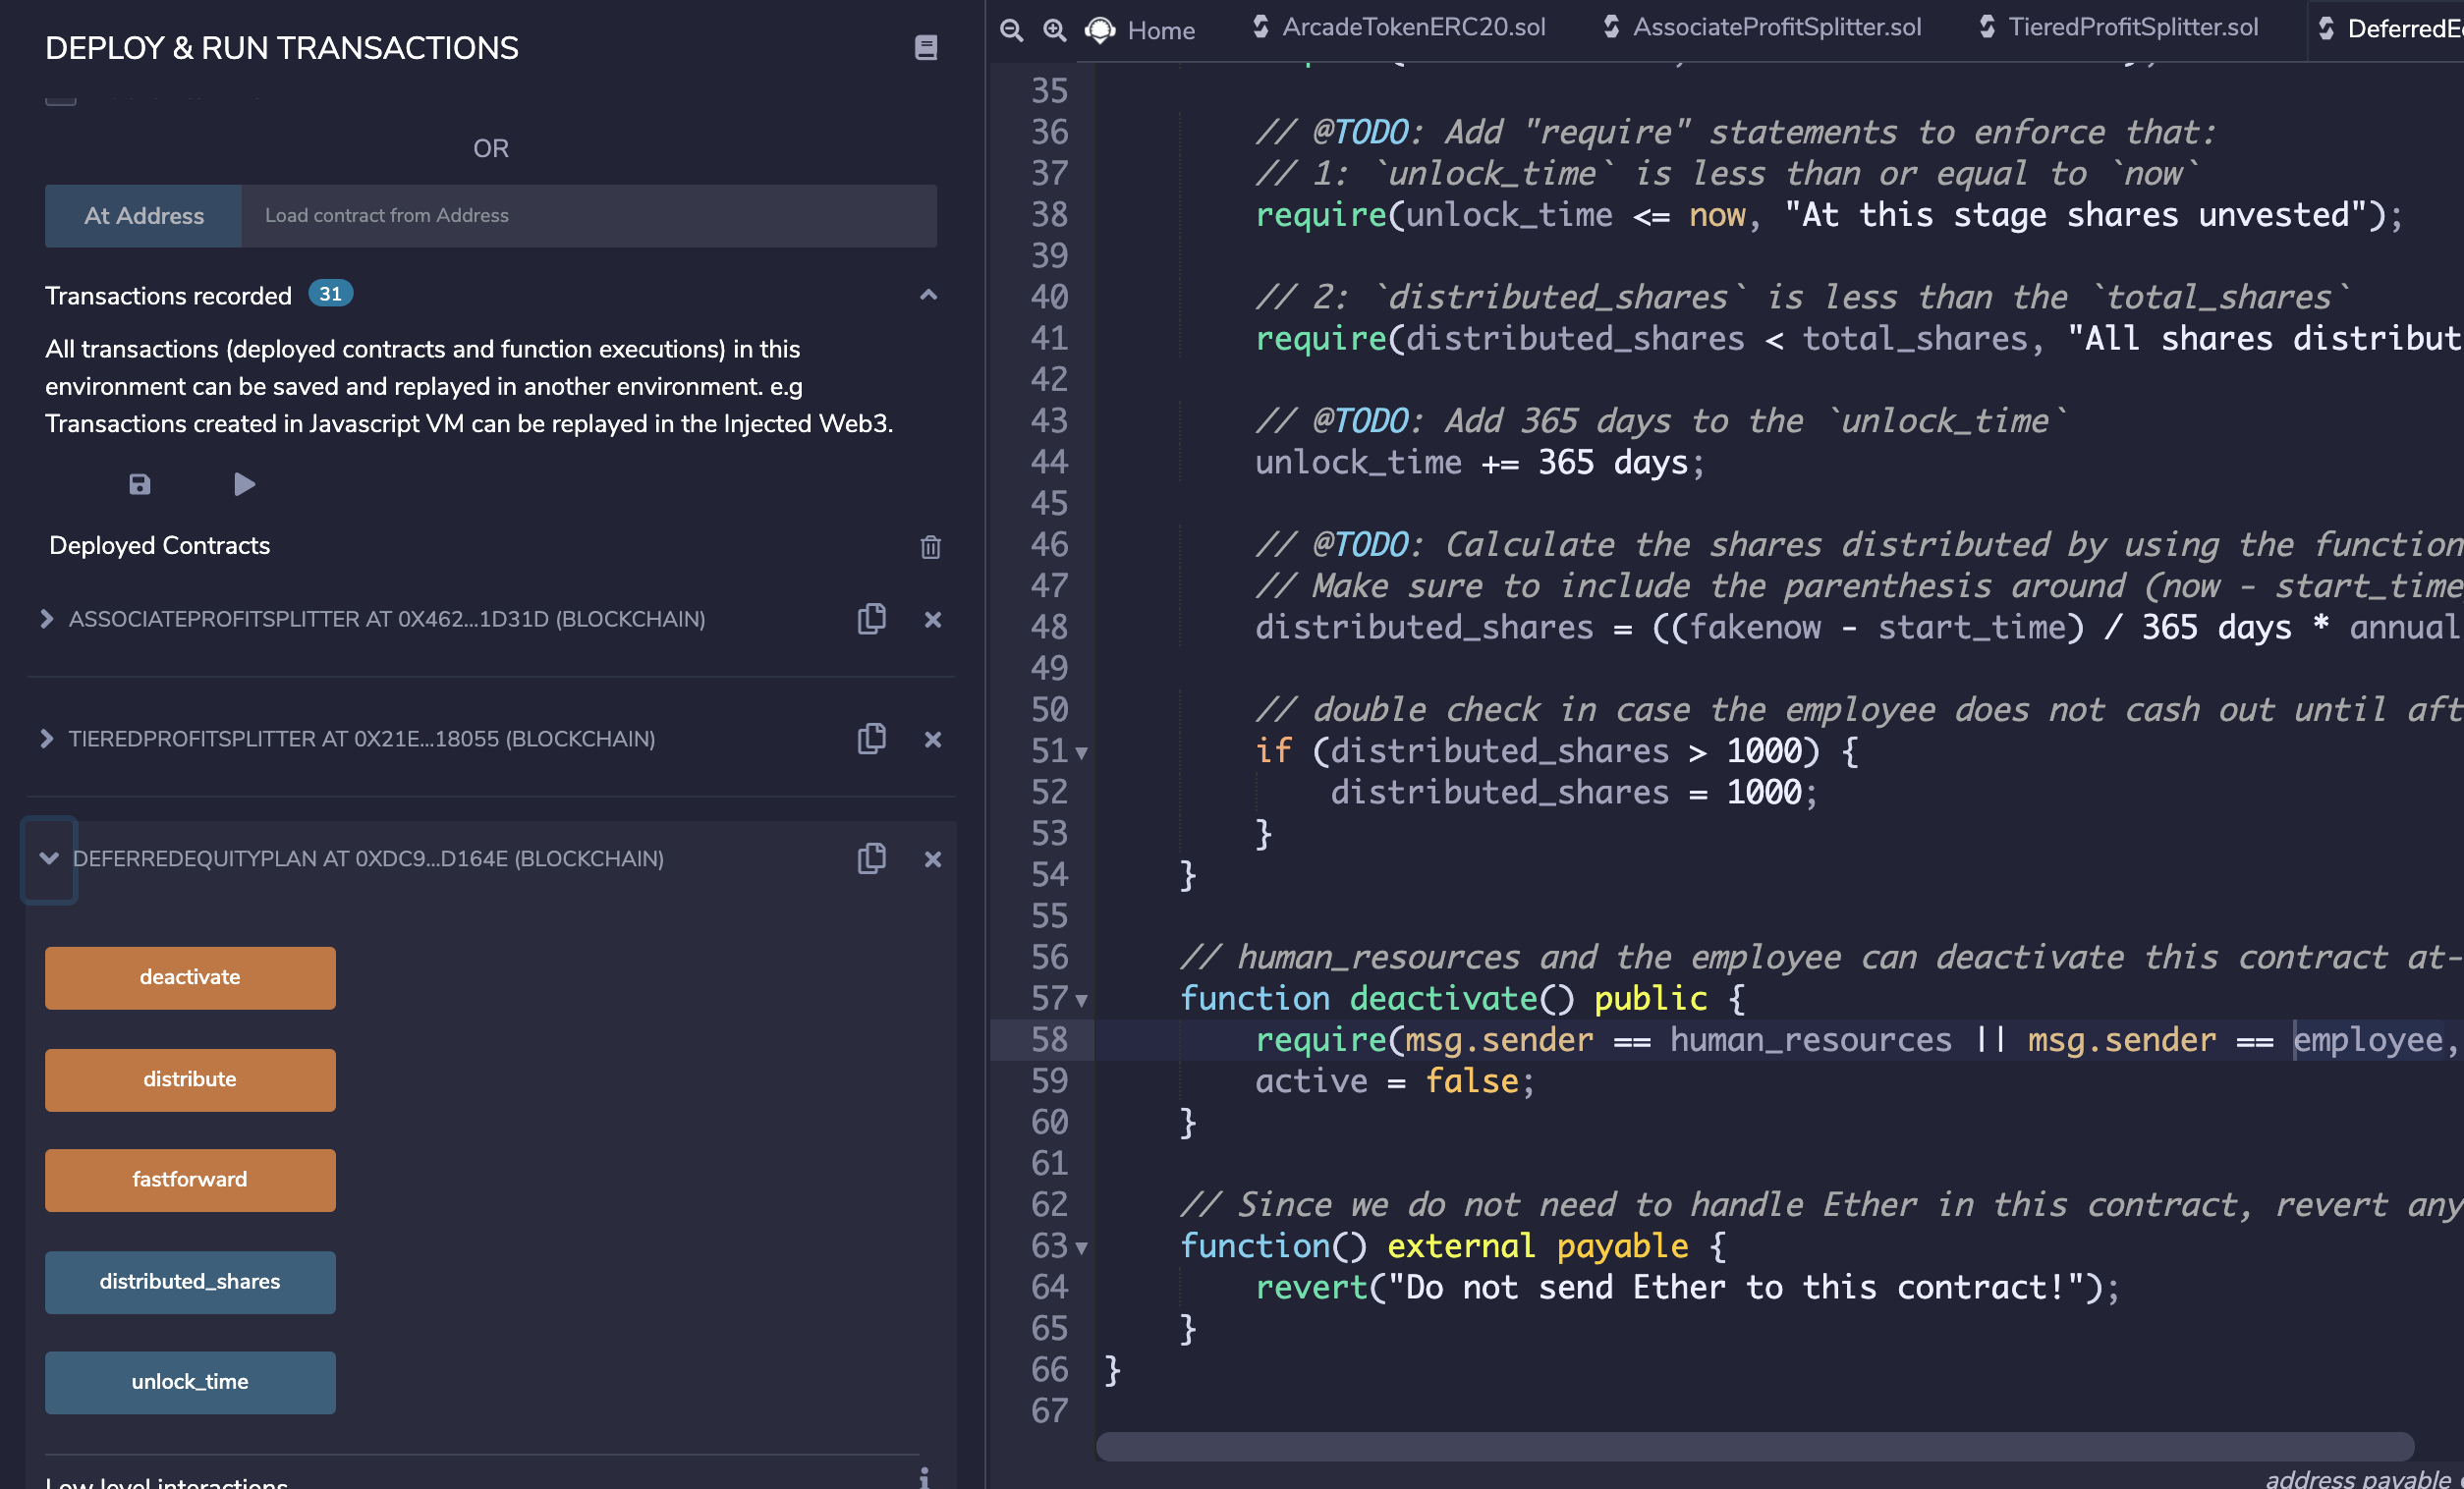 DEPLOY & RUN TRANSACTIONS
OR
At Address Load contract from Address
Transactions recorded 31
All transactions (deployed contracts and function executions) in this
environment can be saved and replayed in another environment. e.g
Transactions created in Javascript VM can be replayed in the Injected Web3.
Deployed Contracts
ASSOCIATEPROFITSPLITTER AT 0X462...1D31D (BLOCKCHAIN)
TIEREDPROFITSPLITTER AT 0X21E...18055 (BLOCKCHAIN)
DEFERREDEQUITYPLAN AT 0XDC9...D164E (BLOCKCHAIN)
deactivate
distribute
fastforward
distributed_shares
unlock_time
Low level interactions
Home ArcadeTokenERC20.sol AssociateProfitSplitter.sol TieredProfitSplitter.sol DeferredE
35
36 // @TODO: Add "require" statements to enforce that:
37 // 1: `unlock_time` is less than or equal to `now`
38 require(unlock_time <= now, "At this stage shares unvested");
39
40 // 2: `distributed_shares` is less than the `total_shares`
41 require(distributed_shares < total_shares, "All shares distribut
42
43 // @TODO: Add 365 days to the `unlock_time`
44 unlock_time += 365 days;
45
46 // @TODO: Calculate the shares distributed by using the function
47 // Make sure to include the parenthesis around (now - start_time
48 distributed_shares = ((fakenow - start_time) / 365 days * annual
49
50 // double check in case the employee does not cash out until aft
51 if (distributed_shares > 1000) {
52 distributed_shares = 1000;
53 }
54 }
55
56 // human_resources and the employee can deactivate this contract at-
57 function deactivate() public {
58 require(msg.sender == human_resources || msg.sender == employee,
59 active = false;
60 }
61
62 // Since we do not need to handle Ether in this contract, revert any
63 function() external payable {
64 revert("Do not send Ether to this contract!");
65 }
66 }
67
address payable